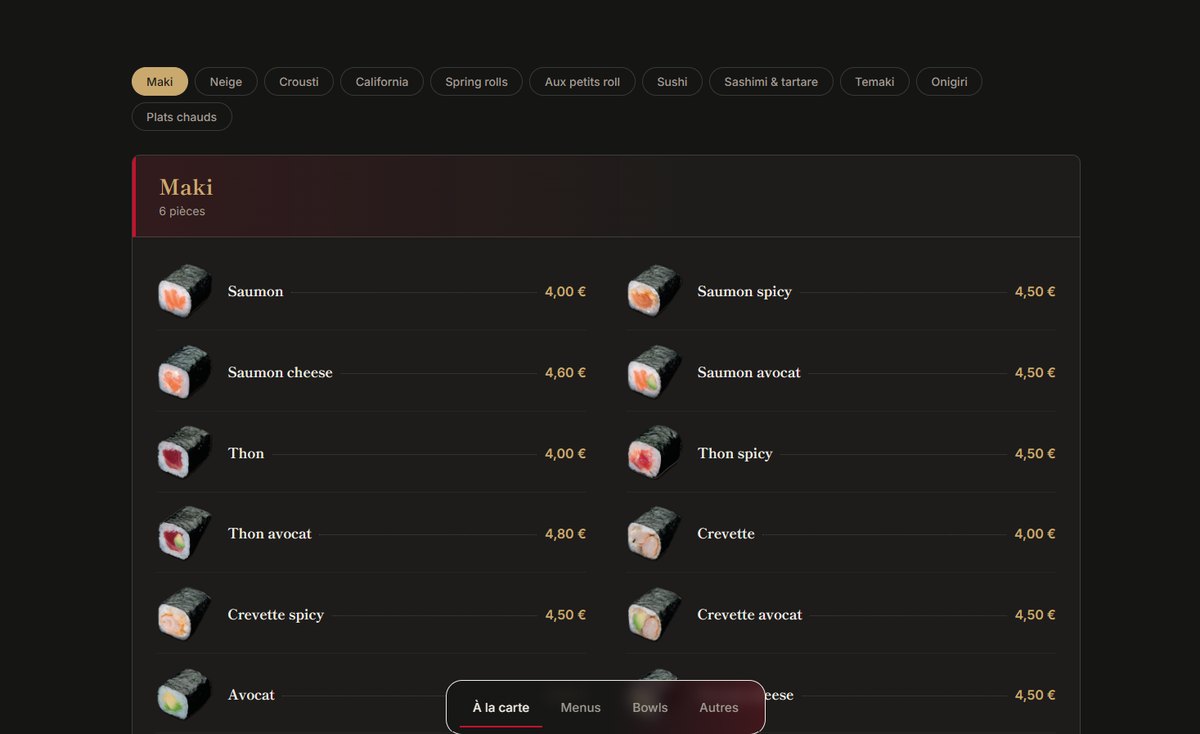 Maki Neige Crousti California Spring rolls Aux petits roll Sushi Sashimi & tartare Temaki Onigiri
Plats chauds
Maki
6 pièces
Saumon 4,00 €
Saumon spicy 4,50 €
Saumon cheese 4,60 €
Saumon avocat 4,50 €
Thon 4,00 €
Thon spicy 4,50 €
Thon avocat 4,80 €
Crevette 4,00 €
Crevette spicy 4,50 €
Crevette avocat 4,50 €
Avocat
4,50 €
À la carte Menus Bowls Autres